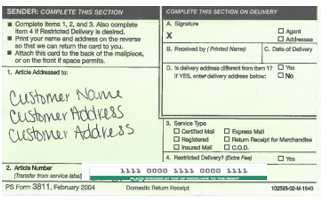 SENDER: COMPLETE THIS SECTION
■ Complete items 1, 2, and 3. Also complete
item 4 if Restricted Delivery is desired.
■ Print your name and address on the reverse
so that we can return the card to you.
■ Attach this card to the back of the mailpiece,
or on the front if space permits.
1. Article Addressed to:
Customer Name
Customer Address
Customer Address
2. Article Number
(Transfer from service label)
COMPLETE THIS SECTION ON DELIVERY
A. Signature
X
☐ Agent
☐ Addressee
B. Received by (Printed Name)
C. Date of Delivery
D. Is delivery address different from item 1? ☐ Yes
If YES, enter delivery address below: ☐ No
3. Service Type
☐ Certified Mail ☐ Express Mail
☐ Registered ☐ Return Receipt for Merchandise
☐ Insured Mail ☐ C.O.D.
4. Restricted Delivery? (Extra Fee) ☐ Yes
1111 0000 1111 0000 1111
PS Form 3811, February 2004
Domestic Return Receipt
102595-02-M-1540